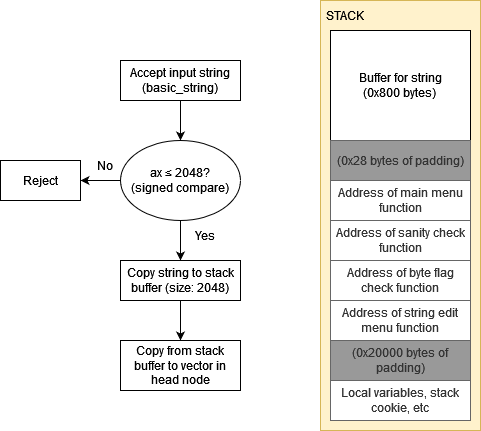 Accept input string
(basic_string)
ax ≤ 2048?
(signed compare)
No
Reject
Yes
Copy string to stack
buffer (size: 2048)
Copy from stack
buffer to vector in
head node
STACK
Buffer for string
(0x800 bytes)
(0x28 bytes of padding)
Address of main menu
function
Address of sanity check
function
Address of byte flag
check function
Address of string edit
menu function
(0x20000 bytes of
padding)
Local variables, stack
cookie, etc